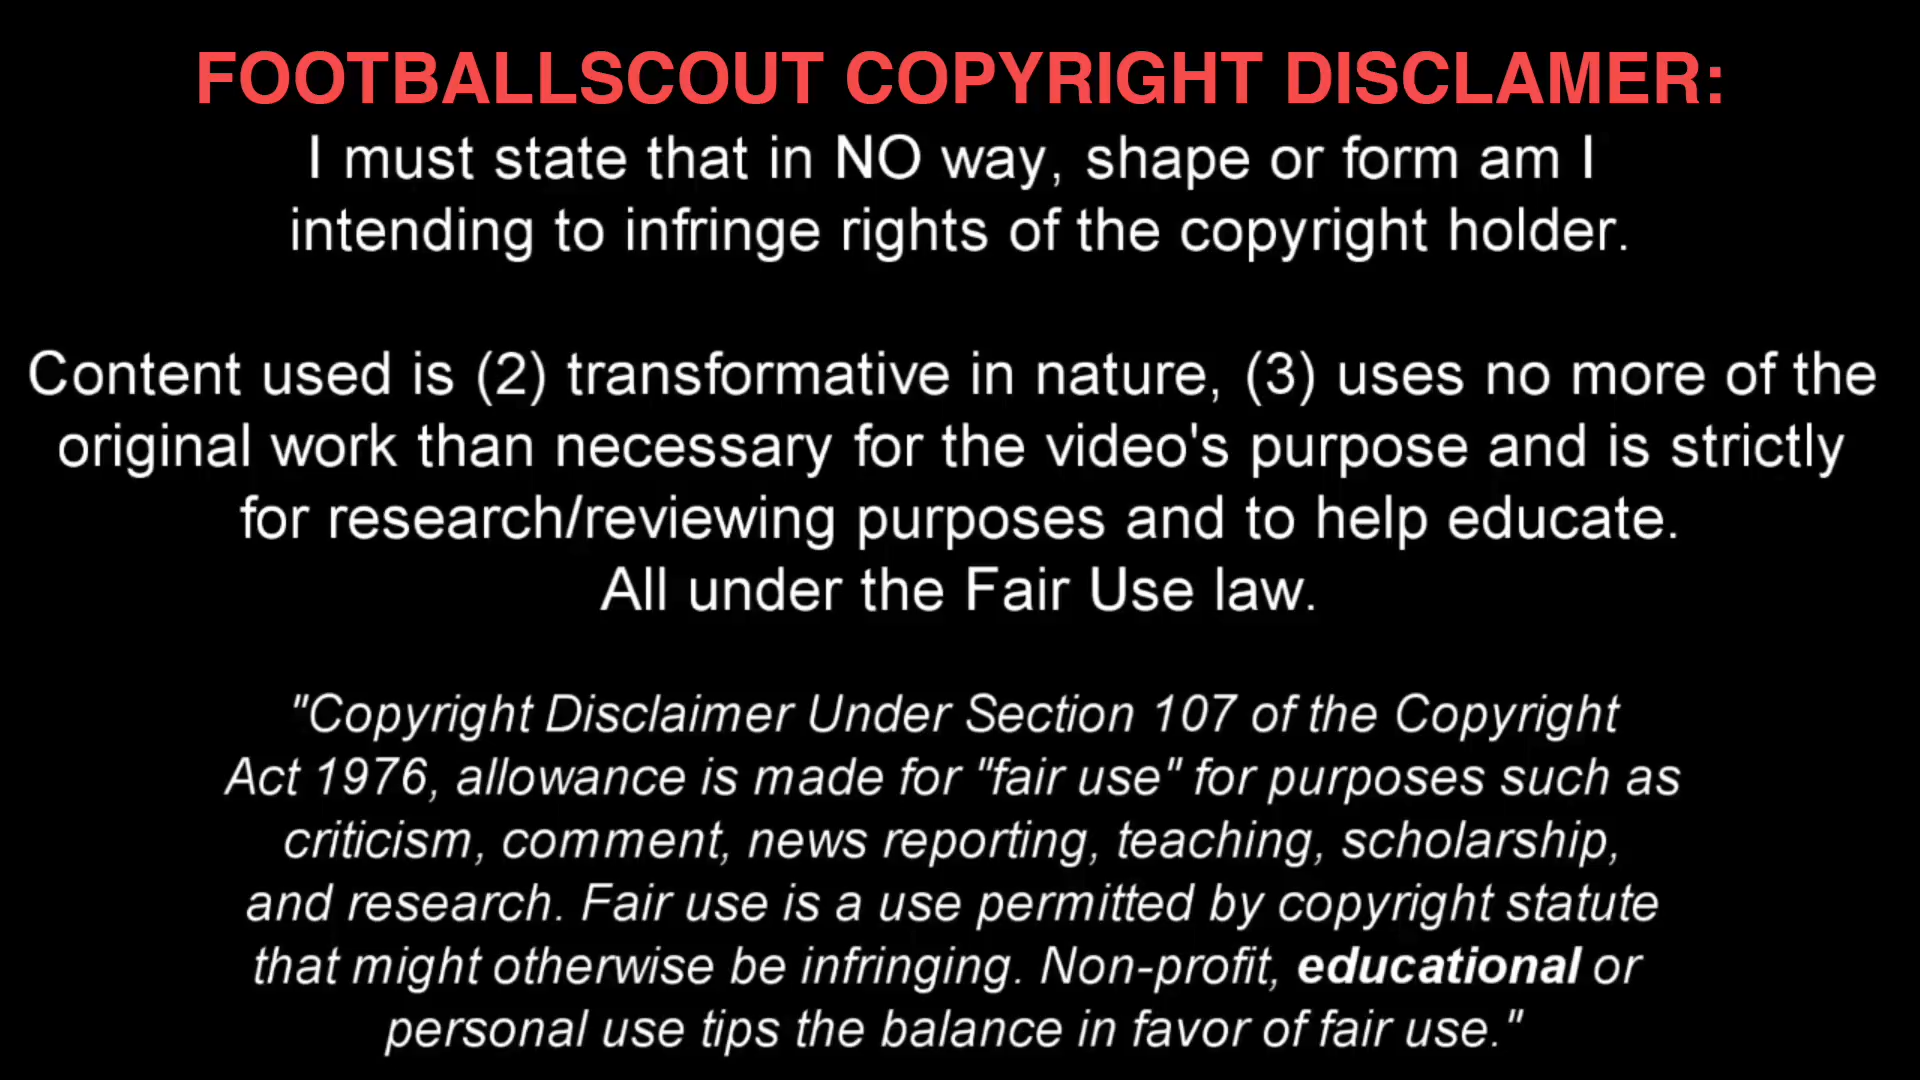 FOOTBALLSCOUT COPYRIGHT DISCLAMER:
I must state that in NO way, shape or form am I
intending to infringe rights of the copyright holder.
Content used is (2) transformative in nature, (3) uses no more of the
original work than necessary for the video's purpose and is strictly
for research/reviewing purposes and to help educate.
All under the Fair Use law.
"Copyright Disclaimer Under Section 107 of the Copyright
Act 1976, allowance is made for "fair use" for purposes such as
criticism, comment, news reporting, teaching, scholarship,
and research. Fair use is a use permitted by copyright statute
that might otherwise be infringing. Non-profit, educational or
personal use tips the balance in favor of fair use."